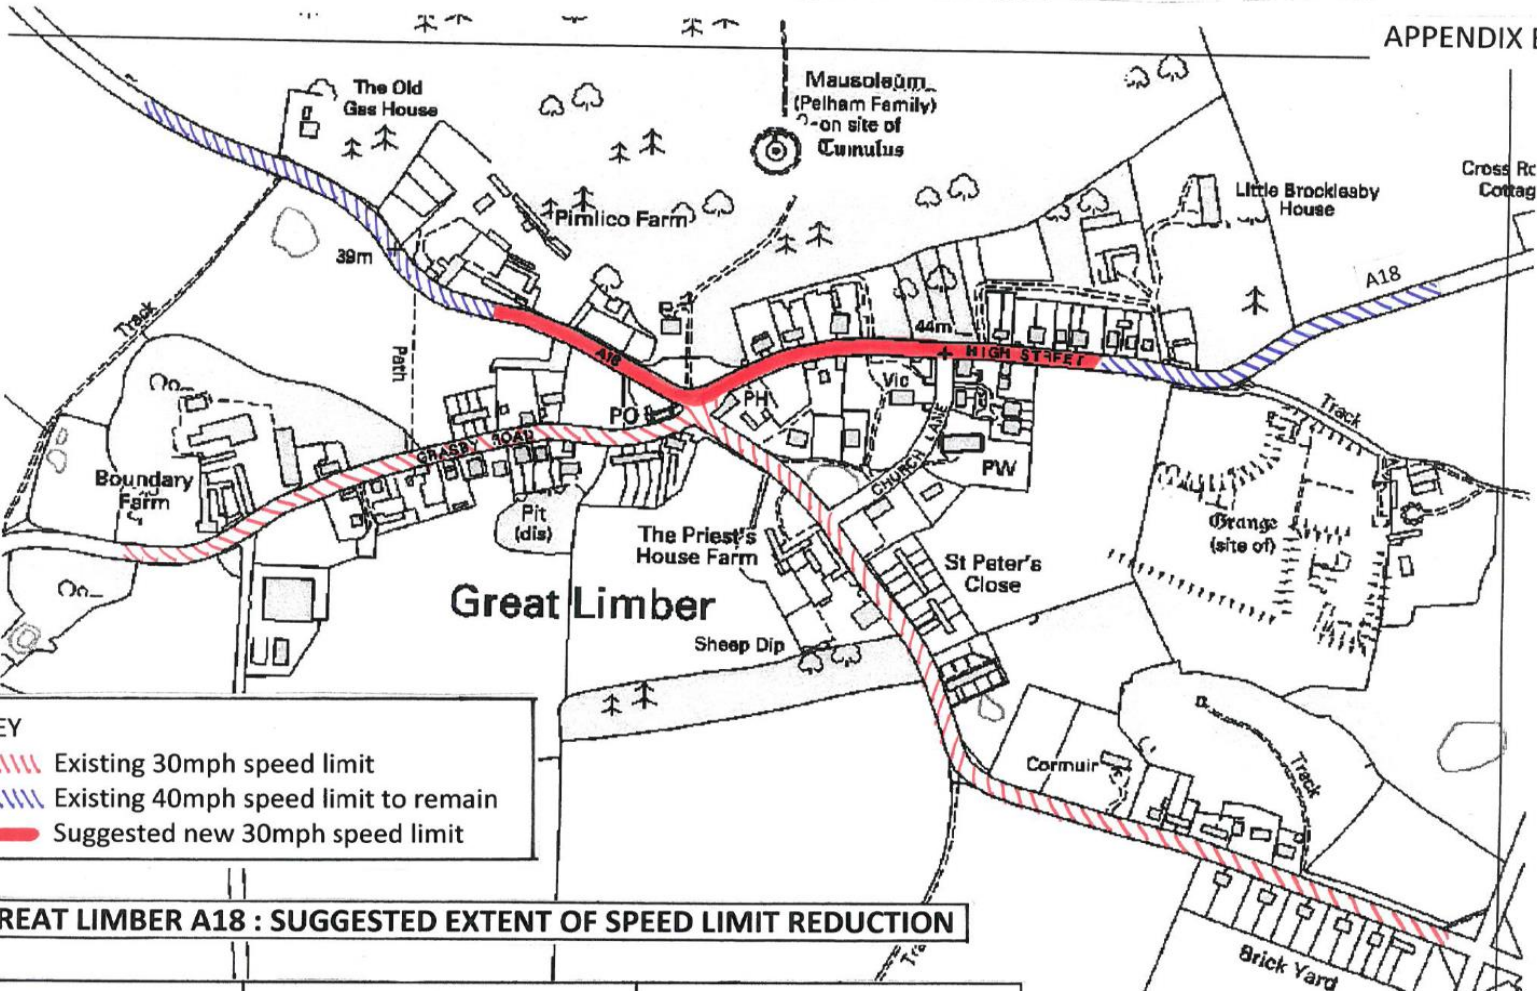 APPENDIX
The Old
Gas House
Mausoleum
(Pelham Family)
on site of
Tumulus
Cross
Little Brocklesby
House
Pimlico Farm
39m
A18
Track
44m
HIGH STREET
A18
Path
Vic
PH
PO
Track
GRASBY ROAD
CHURCH LANE
PW
Boundary
Farm
Pit
(dis)
The Priest's
House Farm
Grange
(site of)
St Peter's
Close
Great Limber
Sheep Dip
Track
Cormuir
EY
Existing 30mph speed limit
Existing 40mph speed limit to remain
Suggested new 30mph speed limit
REAT LIMBER A18 : SUGGESTED EXTENT OF SPEED LIMIT REDUCTION
Brick Yard